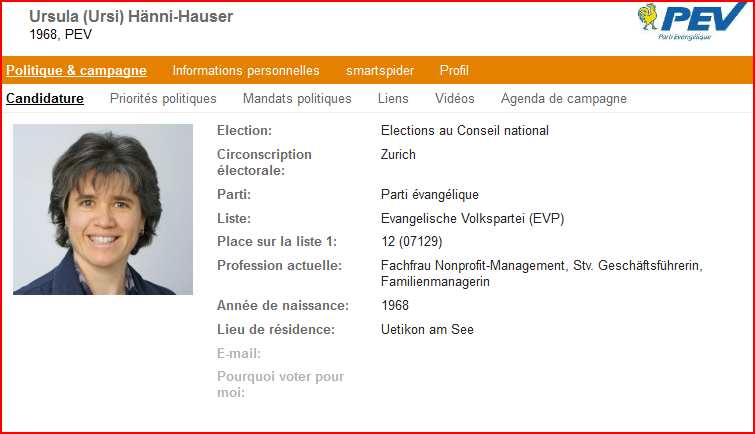 Ursula (Ursi) Hänni-Hauser
1968, PEV
PEV
Parti Evangélique
Politique & campagne Informations personnelles smartspider Profil
Candidature Priorités politiques Mandats politiques Liens Vidéos Agenda de campagne
Election: Elections au Conseil national
Circonscription électorale: Zurich
Parti: Parti évangélique
Liste: Evangelische Volkspartei (EVP)
Place sur la liste 1: 12 (07129)
Profession actuelle: Fachfrau Nonprofit-Management, Stv. Geschäftsführerin,
Familienmanagerin
Année de naissance: 1968
Lieu de résidence: Uetikon am See
E-mail:
Pourquoi voter pour
moi: